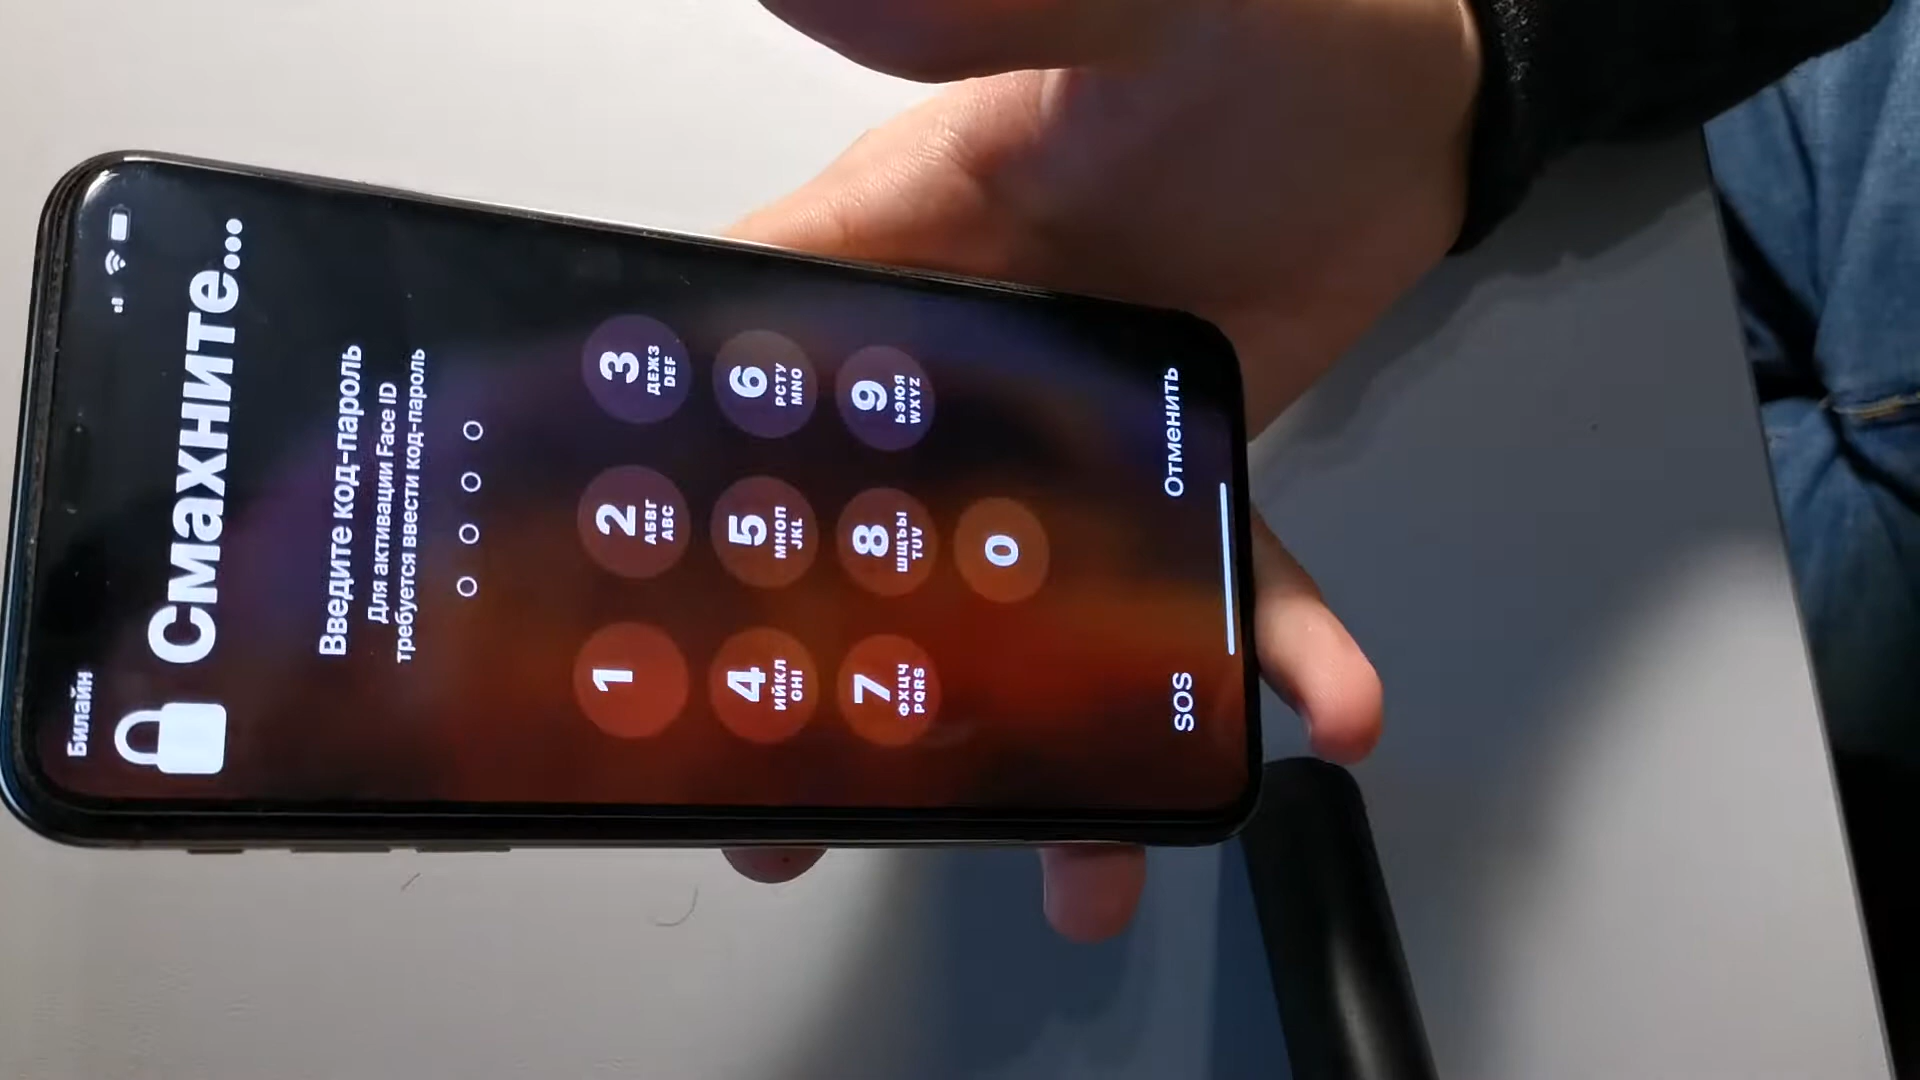 Билайн
Смахните...
Введите код-пароль
Для активации Face ID
требуется ввести код-пароль
1
2
АБВГ
ABC
3
ДЕЖЗ
DEF
4
ИЙКЛ
GHI
5
МНОП
JKL
6
РСТУ
MNO
7
ФХЦЧ
PQRS
8
ШЩЪЫ
TUV
9
ЬЭЮЯ
WXYZ
0
SOS
Отменить